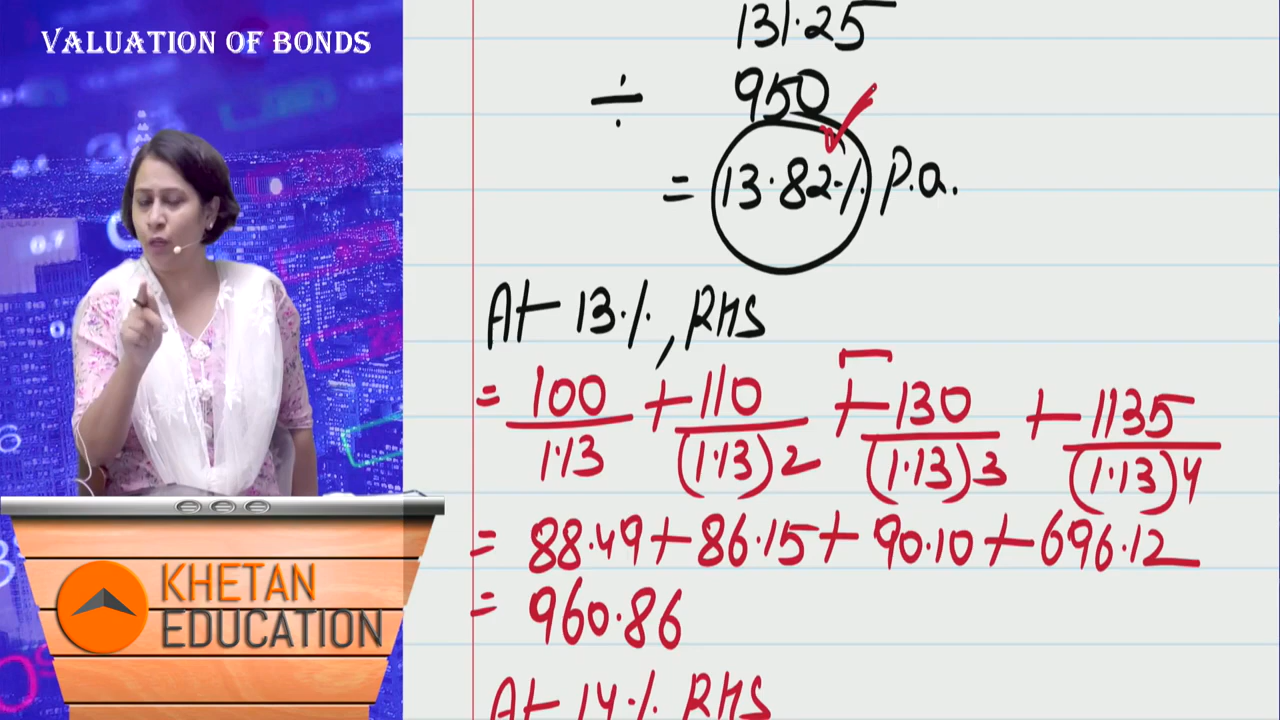 VALUATION OF BONDS
131.25
÷ 950
= 13.82% P.a.
At 13%, RHS
= 100/1.13 + 110/(1.13)2 + 130/(1.13)3 + 1135/(1.13)4
= 88.49 + 86.15 + 90.10 + 696.12
= 960.86
At 14% RHS
KHETAN
EDUCATION